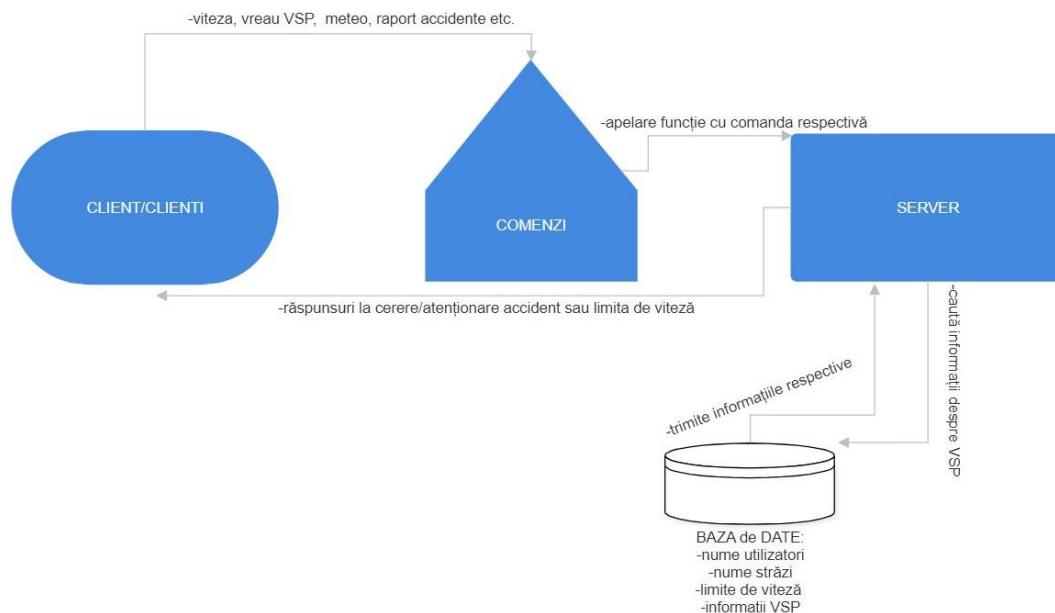 -viteza, vreau VSP,  meteo, raport accidente etc.
-apelare funcție cu comanda respectivă
CLIENT/CLIENTI
COMENZI
SERVER
-răspunsuri la cerere/atenționare accident sau limita de viteză
-trimite informațiile respective
-caută informații despre VSP
BAZA de DATE:
-nume utilizatori
-nume străzi
-limite de viteză
-informatii VSP